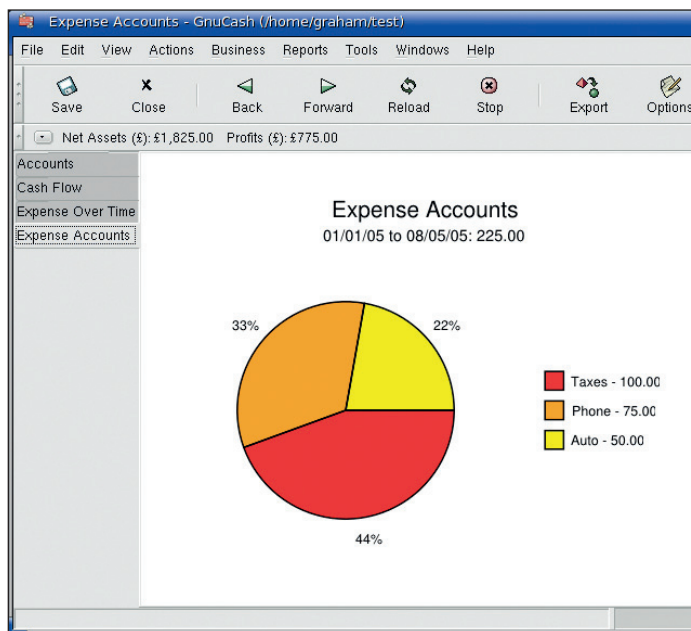 Expense Accounts - GnuCash (/home/graham/test)
File Edit View Actions Business Reports Tools Windows Help
Save Close Back Forward Reload Stop Export Options
Net Assets (£): £1,825.00 Profits (£): £775.00
Accounts
Cash Flow
Expense Over Time
Expense Accounts
Expense Accounts
01/01/05 to 08/05/05: 225.00
33% 22%
Taxes - 100.00
Phone - 75.00
Auto - 50.00
44%